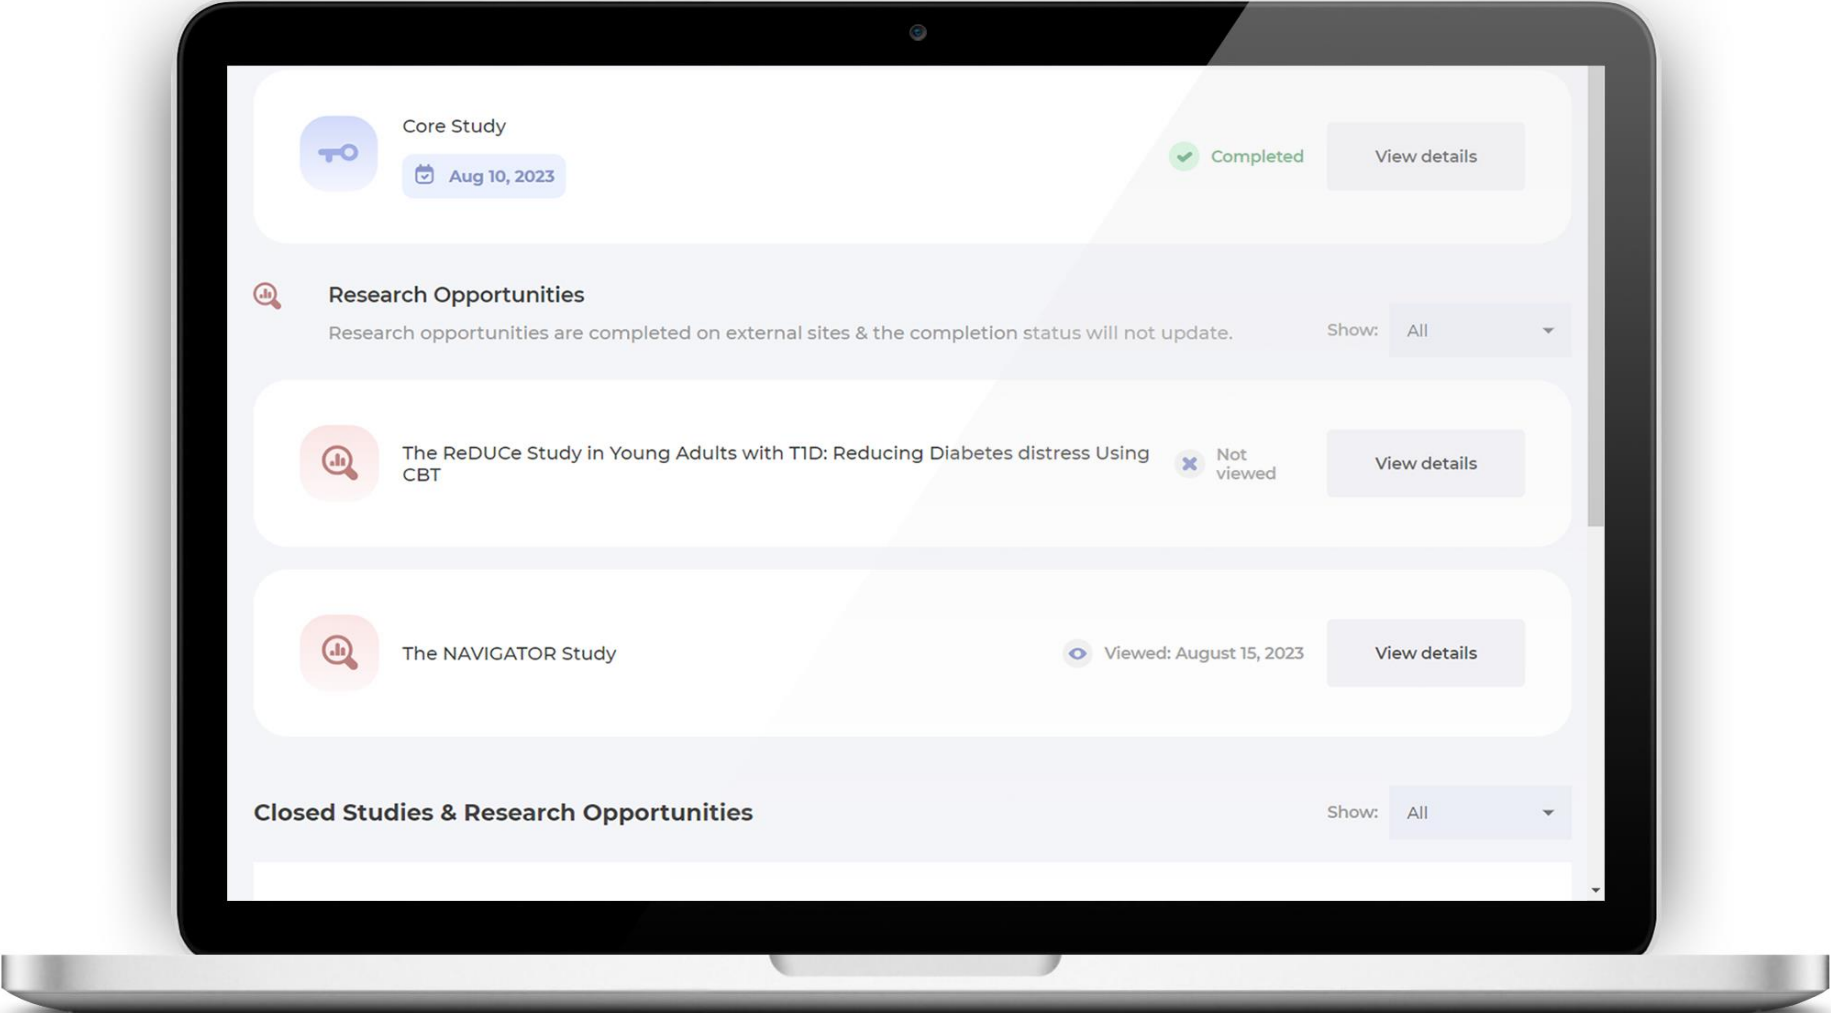 Core Study
Aug 10, 2023
Completed
View details
Research Opportunities
Research opportunities are completed on external sites & the completion status will not update.
Show:
All
The ReDUCe Study in Young Adults with T1D: Reducing Diabetes distress Using
CBT
Not
viewed
View details
The NAVIGATOR Study
Viewed: August 15, 2023
View details
Closed Studies & Research Opportunities
Show:
All